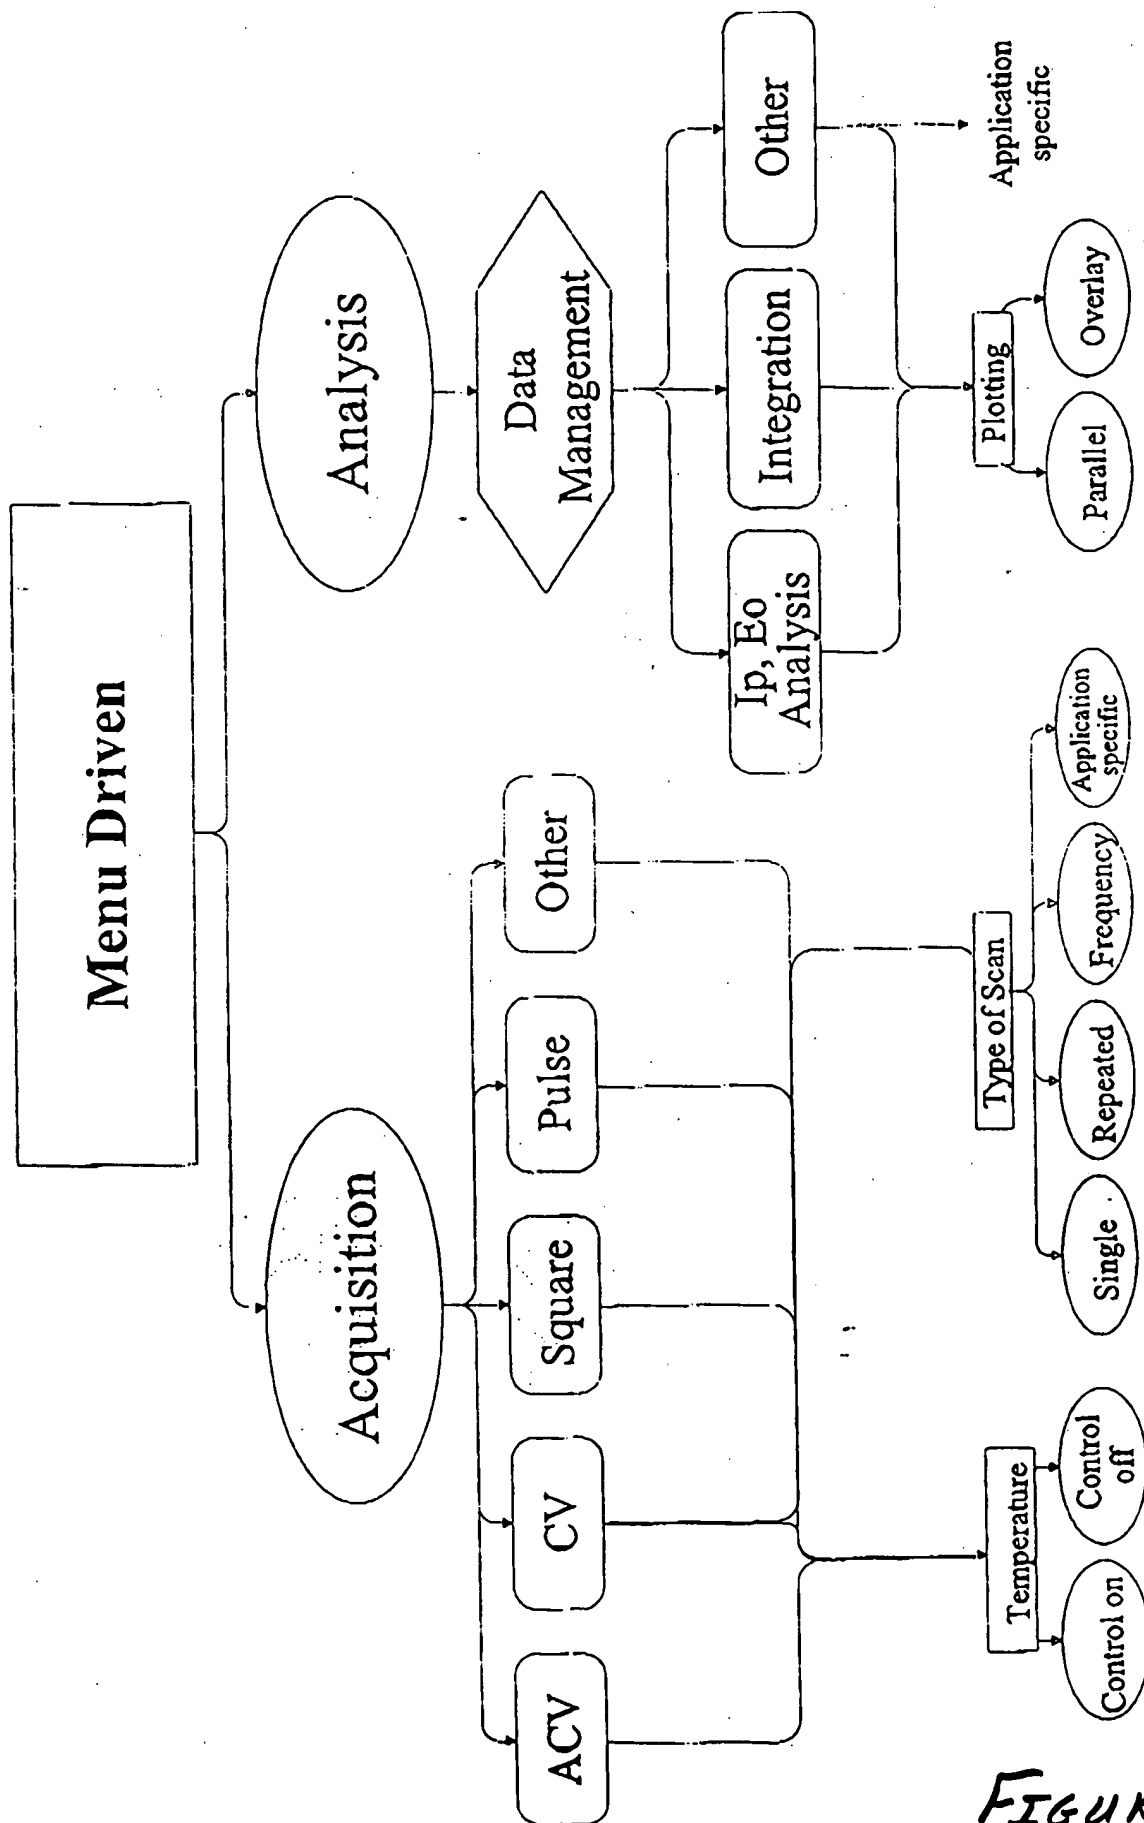 Menu Driven
Acquisition
Analysis
ACV
CV
Square
Pulse
Other
Data
Management
Ip, Eo
Analysis
Integration
Other
Temperature
Control on
Control
off
Type of Scan
Single
Repeated
Frequency
Application
specific
Plotting
Parallel
Overlay
Application
specific